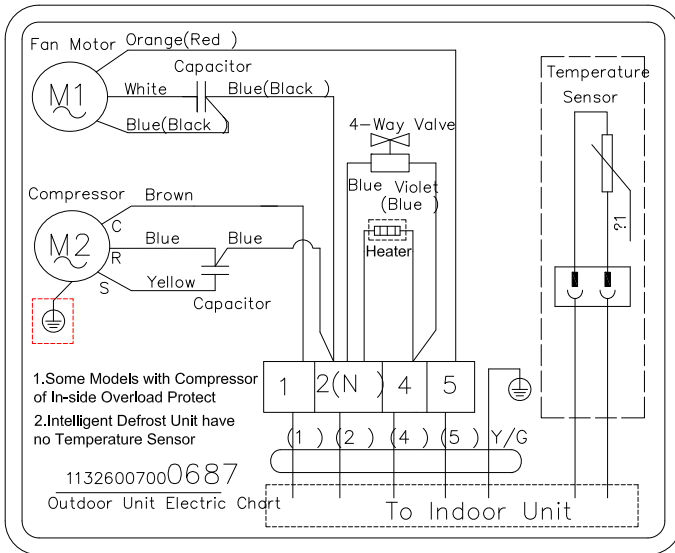 Orange(Red )
Fan Motor
Capacitor
M1
White
Blue(Black )
Blue(Black )
Temperature
Sensor
4-Way Valve
Blue Violet
(Blue )
?1
Heater
Compressor
Brown
C
M2
Blue
Blue
R
S
Yellow
Capacitor
1.Some Models with Compressor
of In-side Overload Protect
2.Intelligent Defrost Unit have
no Temperature Sensor
1 2(N ) 4 5
(1 ) (2 ) (4 ) (5 ) Y/G
11326007000687
Outdoor Unit Electric Chart
To Indoor Unit